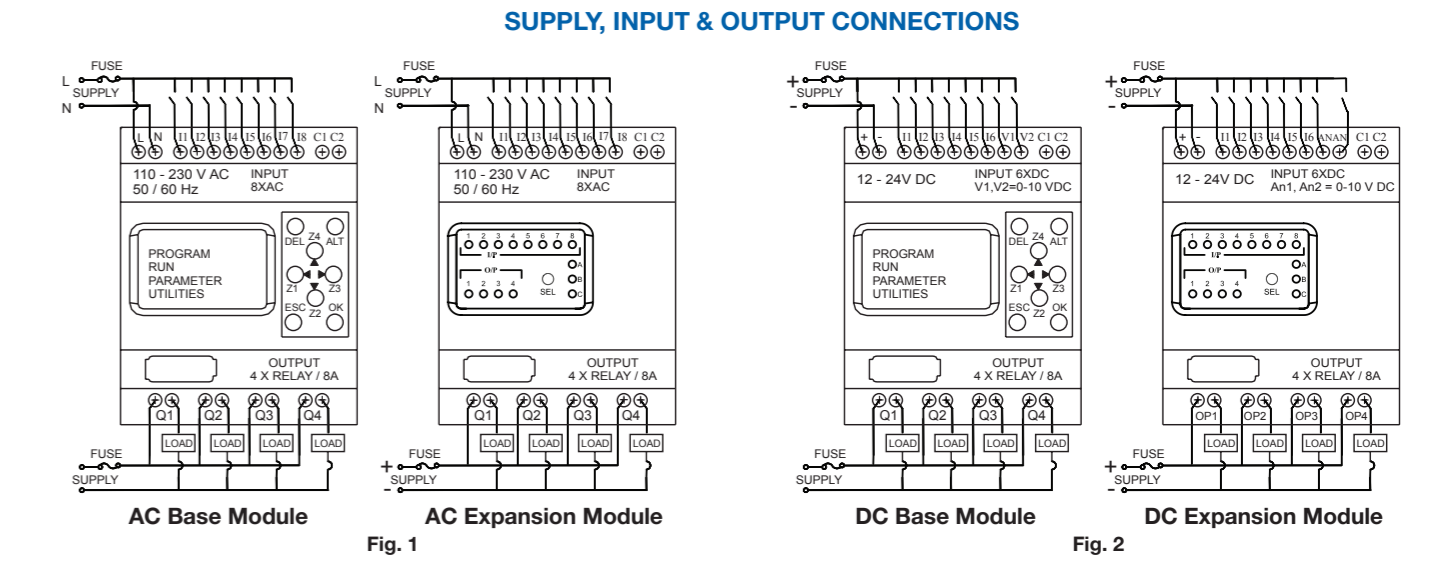 SUPPLY, INPUT & OUTPUT CONNECTIONS
FUSE
L
SUPPLY
N
L N I1 I2 I3 I4 I5 I6 I7 I8 C1 C2
110 - 230 V AC INPUT
50 / 60 Hz 8XAC
DEL Z4 ALT
PROGRAM
RUN
PARAMETER
UTILITIES
Z1 Z3
ESC Z2 OK
OUTPUT
4 X RELAY / 8A
Q1 Q2 Q3 Q4
LOAD LOAD LOAD LOAD
FUSE
SUPPLY
AC Base Module
FUSE
L
SUPPLY
N
L N I1 I2 I3 I4 I5 I6 I7 I8 C1 C2
110 - 230 V AC INPUT
50 / 60 Hz 8XAC
1 2 3 4 5 6 7 8
I/P
O/P
A
B
C
1 2 3 4
SEL
OUTPUT
4 X RELAY / 8A
Q1 Q2 Q3 Q4
LOAD LOAD LOAD LOAD
FUSE
+
SUPPLY
-
AC Expansion Module
Fig. 1
FUSE
+
SUPPLY
-
+ - I1 I2 I3 I4 I5 I6 V1 V2 C1 C2
12 - 24V DC INPUT 6XDC
V1,V2=0-10 VDC
DEL Z4 ALT
PROGRAM
RUN
PARAMETER
UTILITIES
Z1 Z3
ESC Z2 OK
OUTPUT
4 X RELAY / 8A
Q1 Q2 Q3 Q4
LOAD LOAD LOAD LOAD
FUSE
SUPPLY
DC Base Module
FUSE
+
SUPPLY
-
+ - I1 I2 I3 I4 I5 I6 ANAN C1 C2
12 - 24V DC INPUT 6XDC
An1, An2 = 0-10 V DC
1 2 3 4 5 6 7 8
I/P
O/P
A
B
C
1 2 3 4
SEL
OUTPUT
4 X RELAY / 8A
OP1 OP2 OP3 OP4
LOAD LOAD LOAD LOAD
FUSE
+
SUPPLY
-
DC Expansion Module
Fig. 2